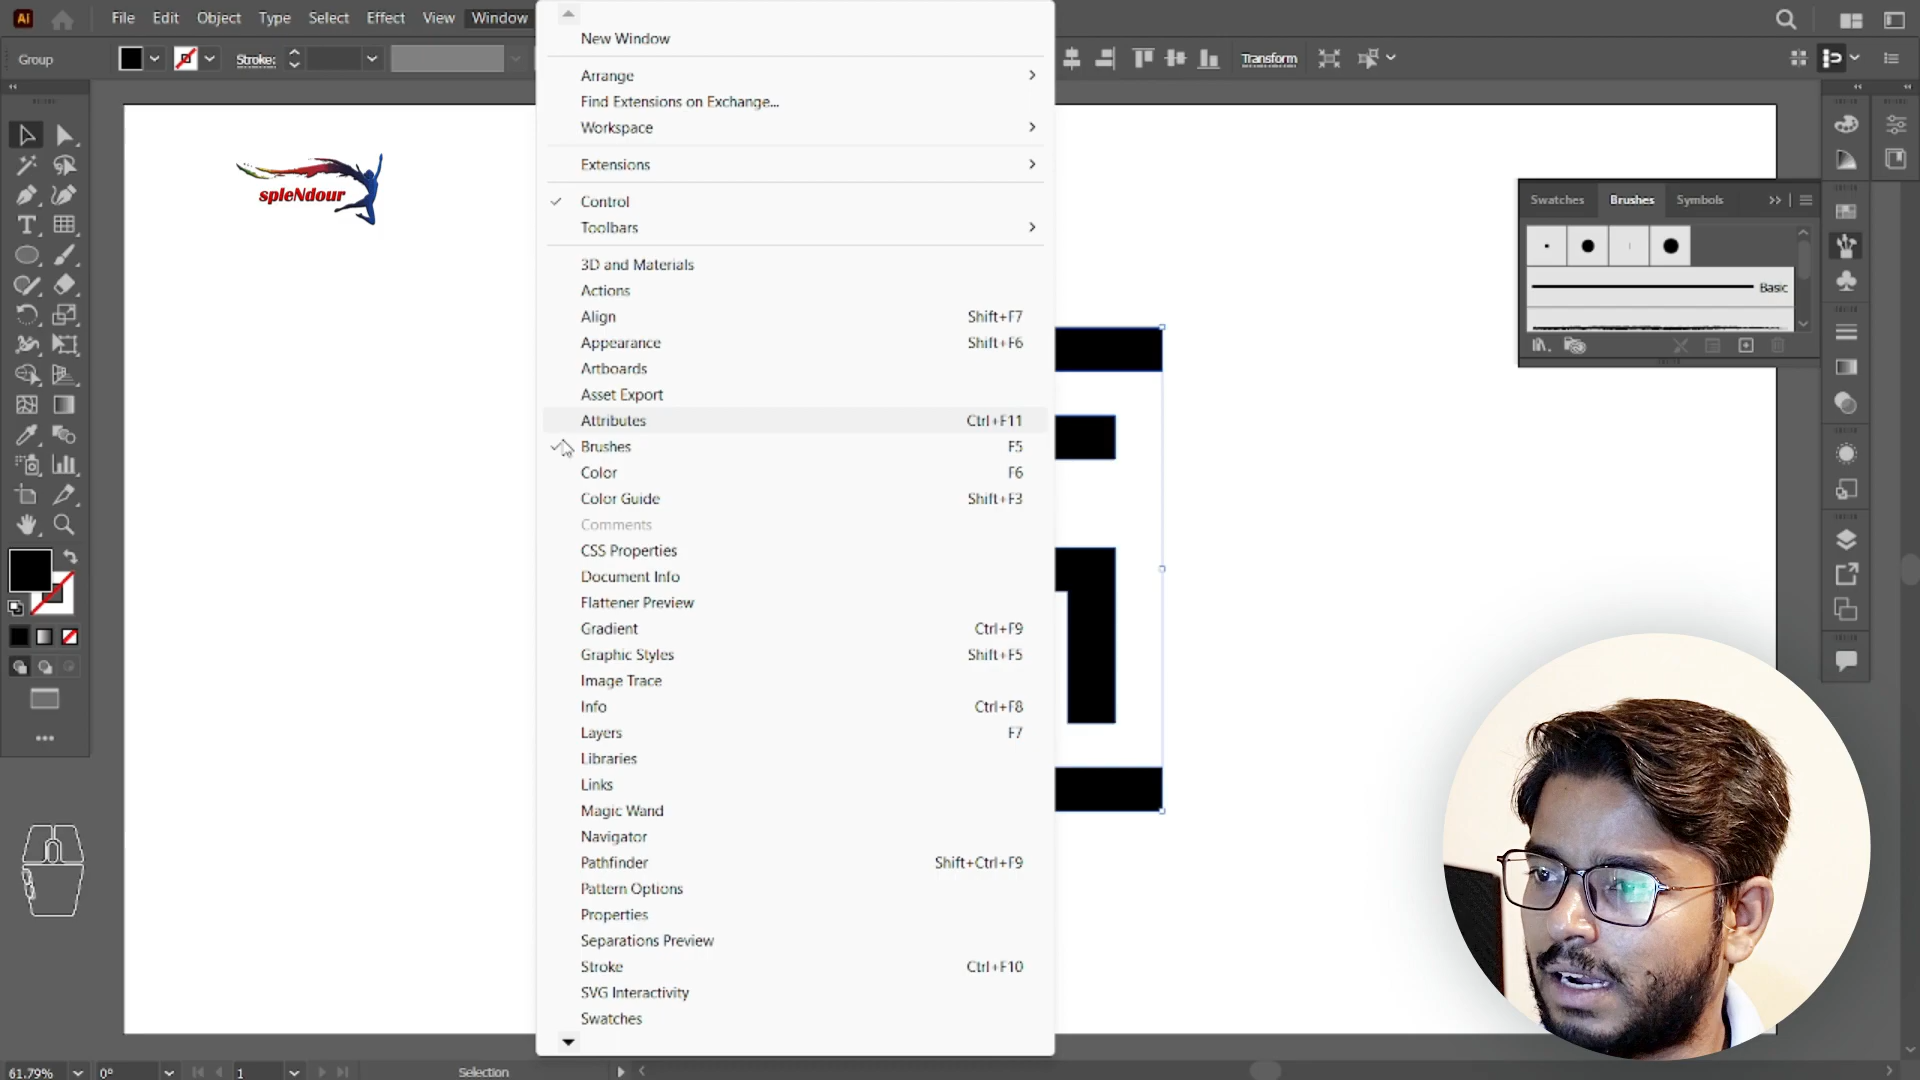 Ai File Edit Object Type Select Effect View Window
Group Stroke: Transform
New Window
Arrange
Find Extensions on Exchange...
Workspace
Extensions
Control
Toolbars
3D and Materials
Actions
Align Shift+F7
Appearance Shift+F6
Artboards
Asset Export
Attributes Ctrl+F11
Brushes F5
Color F6
Color Guide Shift+F3
Comments
CSS Properties
Document Info
Flattener Preview
Gradient Ctrl+F9
Graphic Styles Shift+F5
Image Trace
Info Ctrl+F8
Layers F7
Libraries
Links
Magic Wand
Navigator
Pathfinder Shift+Ctrl+F9
Pattern Options
Properties
Separations Preview
Stroke Ctrl+F10
SVG Interactivity
Swatches
spleNdour
Swatches Brushes Symbols
Basic
61.79% 0° 1 Selection